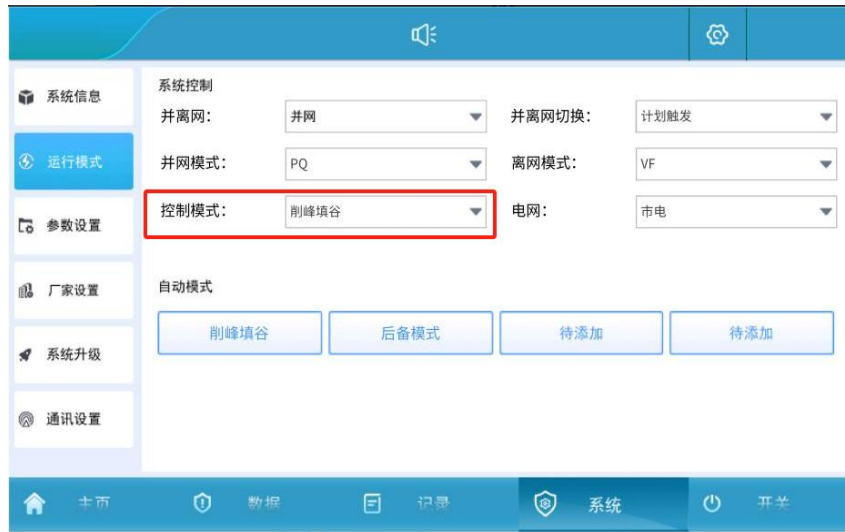 系统信息
运行模式
参数设置
厂家设置
系统升级
通讯设置
系统控制
并离网： 并网 并离网切换： 计划触发
并网模式： PQ 离网模式： VF
控制模式： 削峰填谷 电网： 市电
自动模式
削峰填谷 后备模式 待添加 待添加
主页 数据 记录 系统 开关